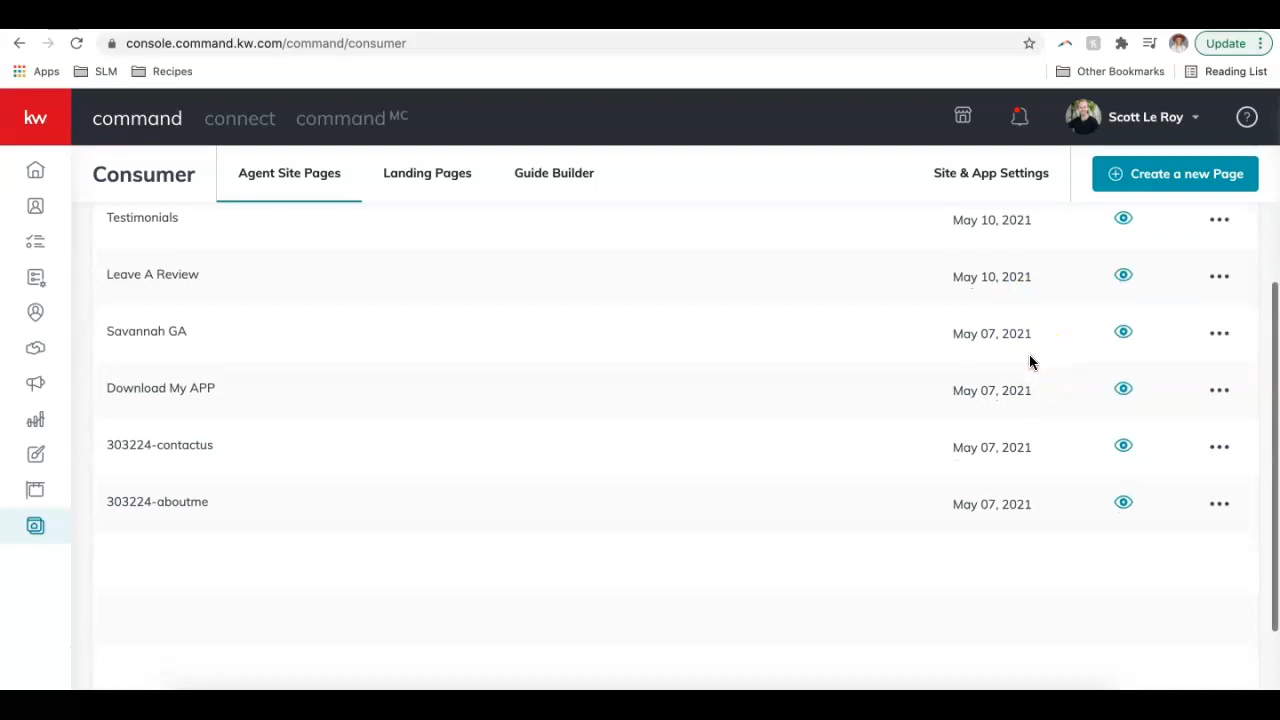 console.command.kw.com/command/consumer
Update
Apps SLM Recipes Other Bookmarks Reading List
kw command connect command MC Scott Le Roy ?
Consumer Agent Site Pages Landing Pages Guide Builder Site & App Settings Create a new Page
Testimonials May 10, 2021
Leave A Review May 10, 2021
Savannah GA May 07, 2021
Download My APP May 07, 2021
303224-contactus May 07, 2021
303224-aboutme May 07, 2021